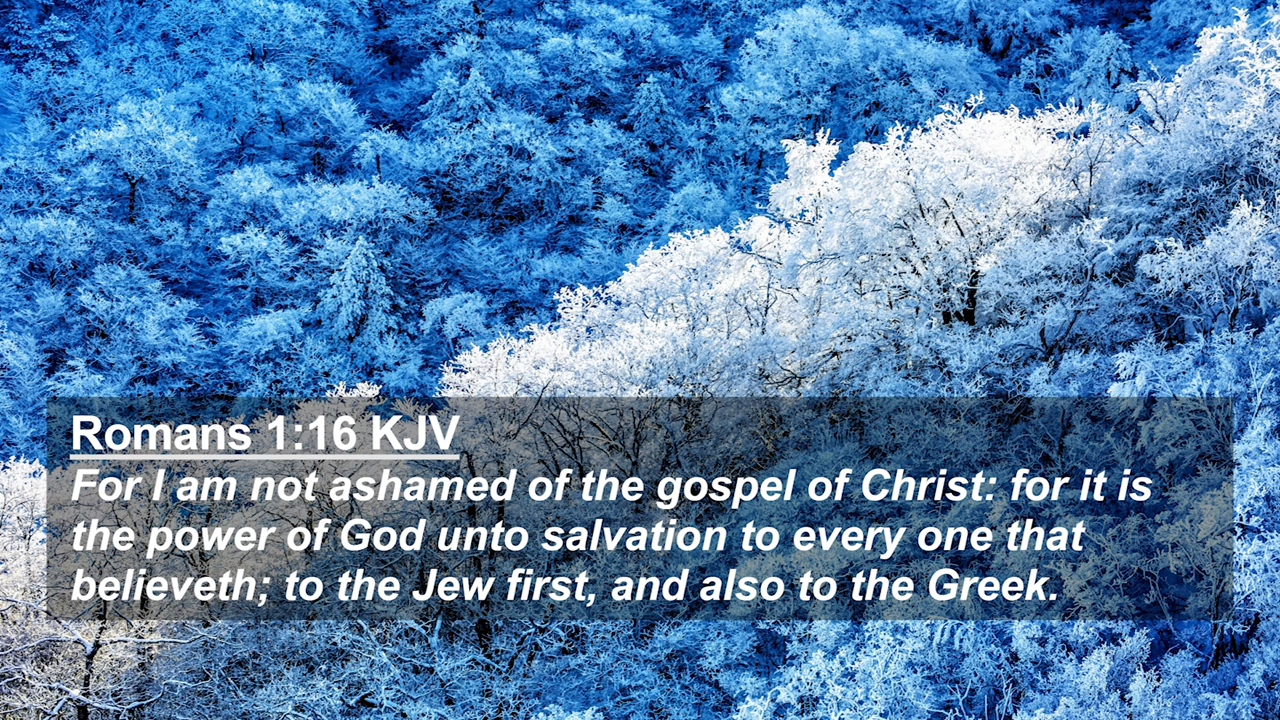 Romans 1:16 KJV
For I am not ashamed of the gospel of Christ: for it is
the power of God unto salvation to every one that
believeth; to the Jew first, and also to the Greek.